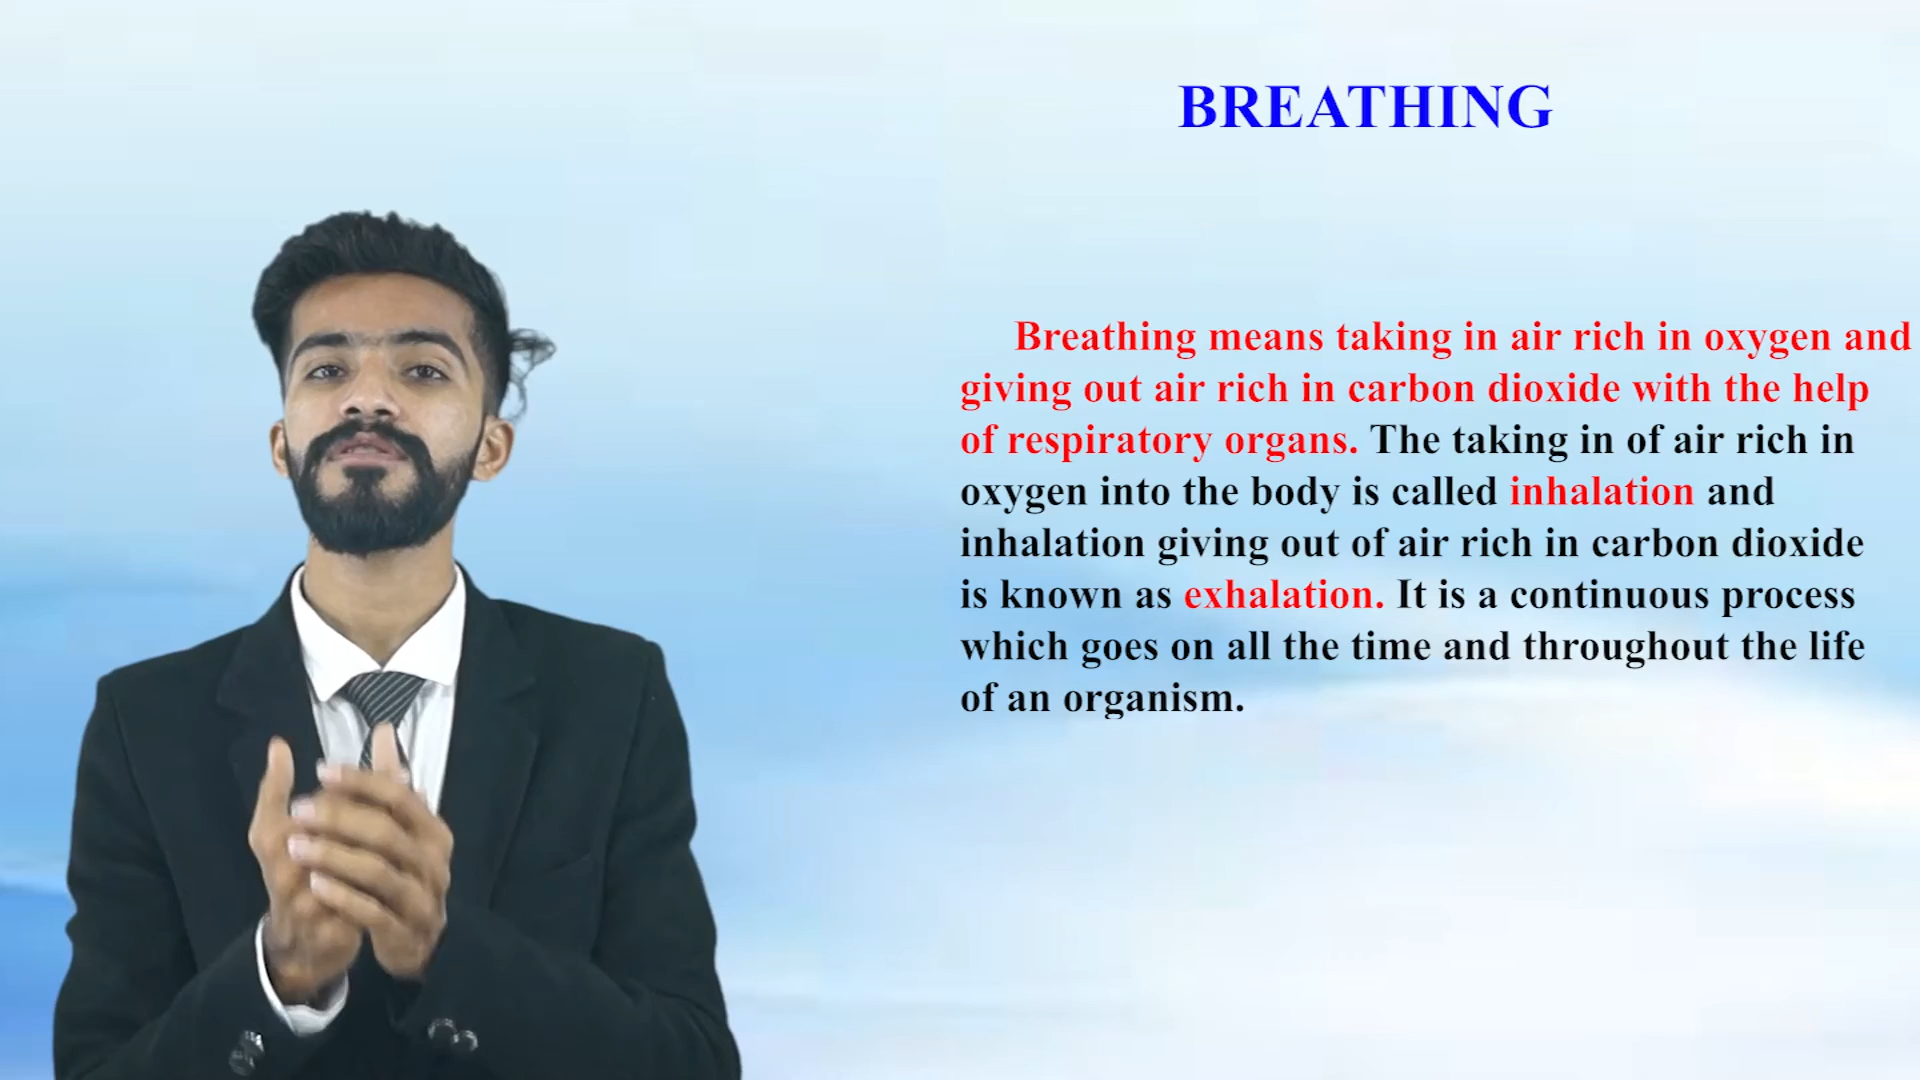 BREATHING
Breathing means taking in air rich in oxygen and
giving out air rich in carbon dioxide with the help
of respiratory organs. The taking in of air rich in
oxygen into the body is called inhalation and
inhalation giving out of air rich in carbon dioxide
is known as exhalation. It is a continuous process
which goes on all the time and throughout the life
of an organism.